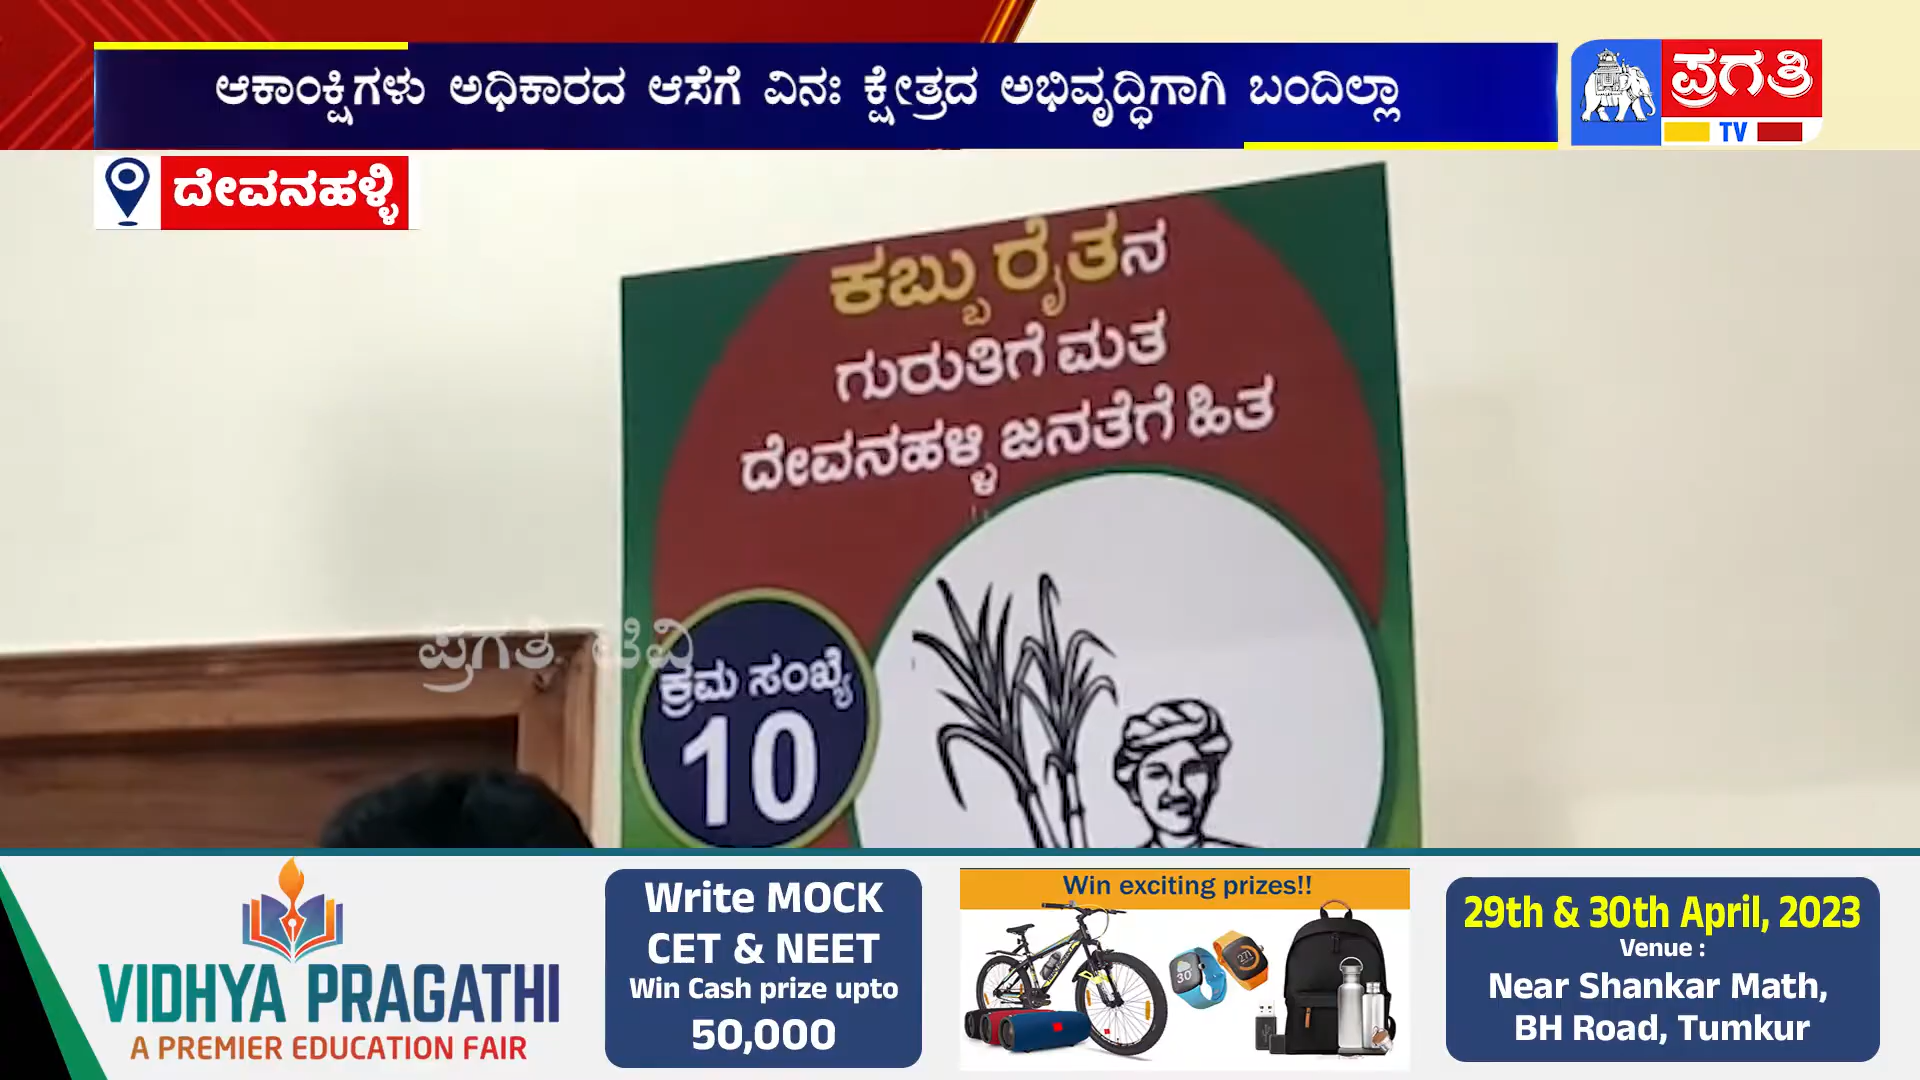 ಆಕಾಂಕ್ಷಿಗಳು ಅಧಿಕಾರದ ಆಸೆಗೆ ವಿನಃ ಕ್ಷೇತ್ರದ ಅಭಿವೃದ್ಧಿಗಾಗಿ ಬಂದಿಲ್ಲಾ
ಪ್ರಗತಿ
TV
ದೇವನಹಳ್ಳಿ
ಕಬ್ಬು ರೈತನ
ಗುರುತಿಗೆ ಮತ
ದೇವನಹಳ್ಳಿ ಜನತೆಗೆ ಹಿತ
ಪ್ರಗತಿ ಟಿವಿ
ಕ್ರಮ ಸಂಖ್ಯೆ
10
VIDHYA PRAGATHI
A PREMIER EDUCATION FAIR
Write MOCK
CET & NEET
Win Cash prize upto
50,000
Win exciting prizes!!
29th & 30th April, 2023
Venue :
Near Shankar Math,
BH Road, Tumkur